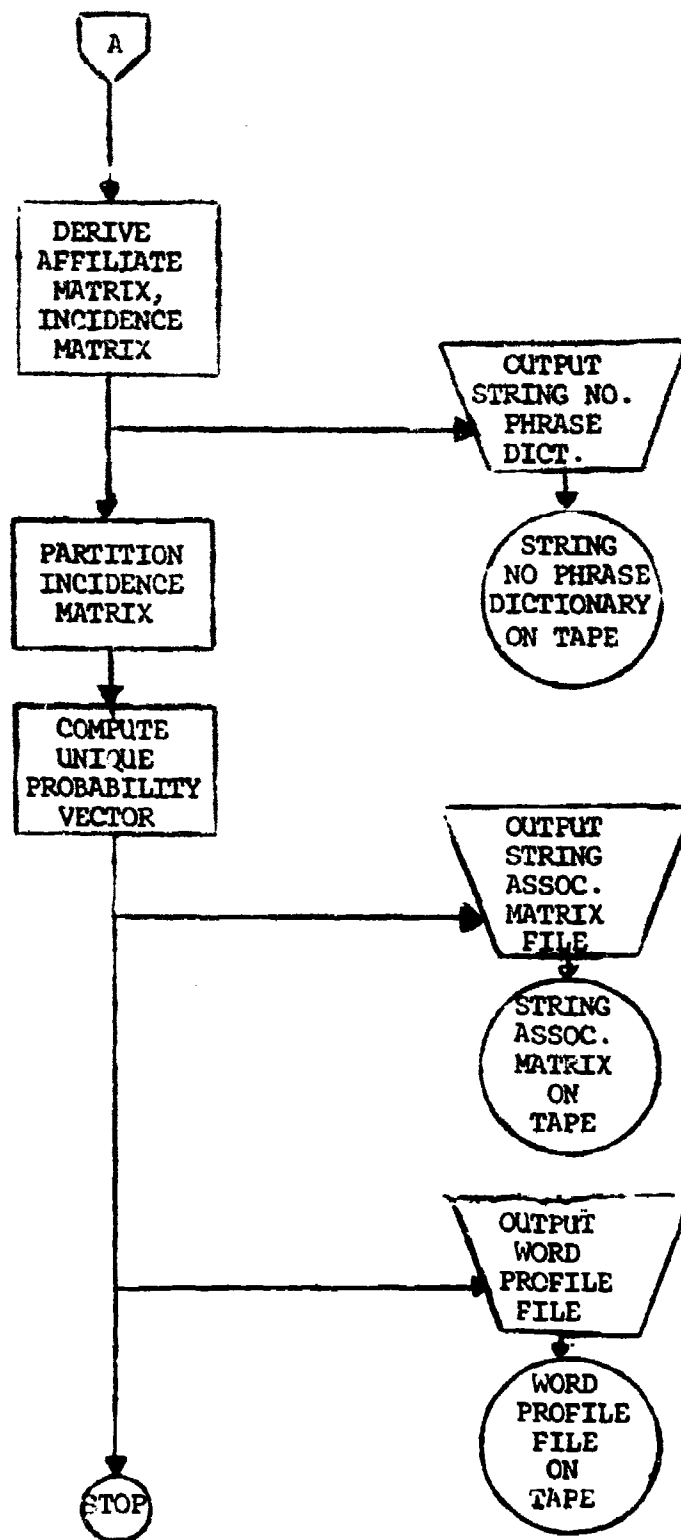 A
DERIVE
AFFILIATE
MATRIX,
INCIDENCE
MATRIX
OUTPUT
STRING NO.
PHRASE
DICT.
STRING
NO PHRASE
DICTIONARY
ON TAPE
PARTITION
INCIDENCE
MATRIX
COMPUTE
UNIQUE
PROBABILITY
VECTOR
OUTPUT
STRING
ASSOC.
MATRIX
FILE
STRING
ASSOC.
MATRIX
ON
TAPE
OUTPUT
WORD
PROFILE
FILE
WORD
PROFILE
FILE
ON
TAPE
STOP